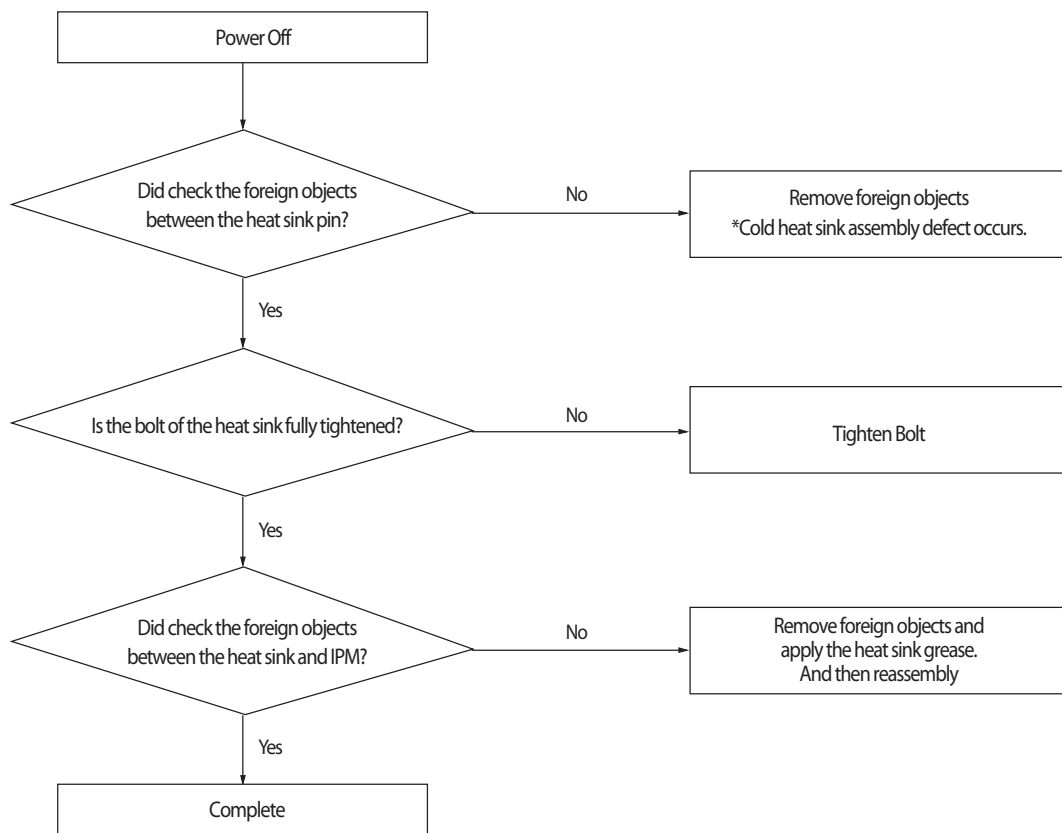 Power Off
Did check the foreign objects
between the heat sink pin?
No
Remove foreign objects
*Cold heat sink assembly defect occurs.
Yes
Is the bolt of the heat sink fully tightened?
No
Tighten Bolt
Yes
Did check the foreign objects
between the heat sink and IPM?
No
Remove foreign objects and
apply the heat sink grease.
And then reassembly
Yes
Complete